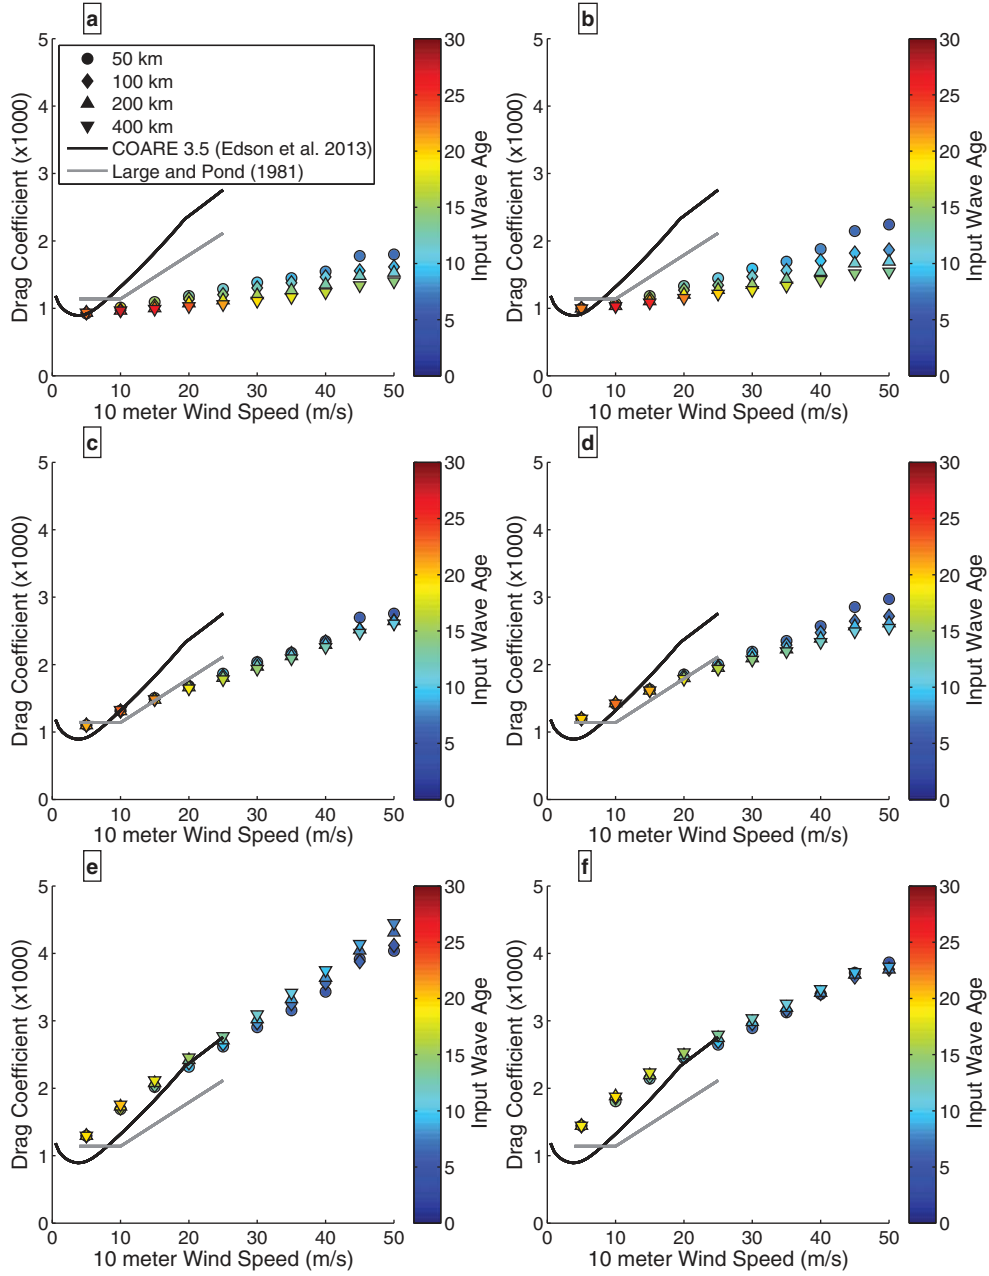 a
5
4
3
2
1
0
Drag Coefficient (x1000)
50 km
100 km
200 km
400 km
COARE 3.5 (Edson et al. 2013)
Large and Pond (1981)
0 10 20 30 40 50
10 meter Wind Speed (m/s)
30
25
20
15
10
5
0
Input Wave Age
b
5
4
3
2
1
0
Drag Coefficient (x1000)
0 10 20 30 40 50
10 meter Wind Speed (m/s)
30
25
20
15
10
5
0
Input Wave Age
c
5
4
3
2
1
0
Drag Coefficient (x1000)
0 10 20 30 40 50
10 meter Wind Speed (m/s)
30
25
20
15
10
5
0
Input Wave Age
d
5
4
3
2
1
0
Drag Coefficient (x1000)
0 10 20 30 40 50
10 meter Wind Speed (m/s)
30
25
20
15
10
5
0
Input Wave Age
e
5
4
3
2
1
0
Drag Coefficient (x1000)
0 10 20 30 40 50
10 meter Wind Speed (m/s)
30
25
20
15
10
5
0
Input Wave Age
f
5
4
3
2
1
0
Drag Coefficient (x1000)
0 10 20 30 40 50
10 meter Wind Speed (m/s)
30
25
20
15
10
5
0
Input Wave Age